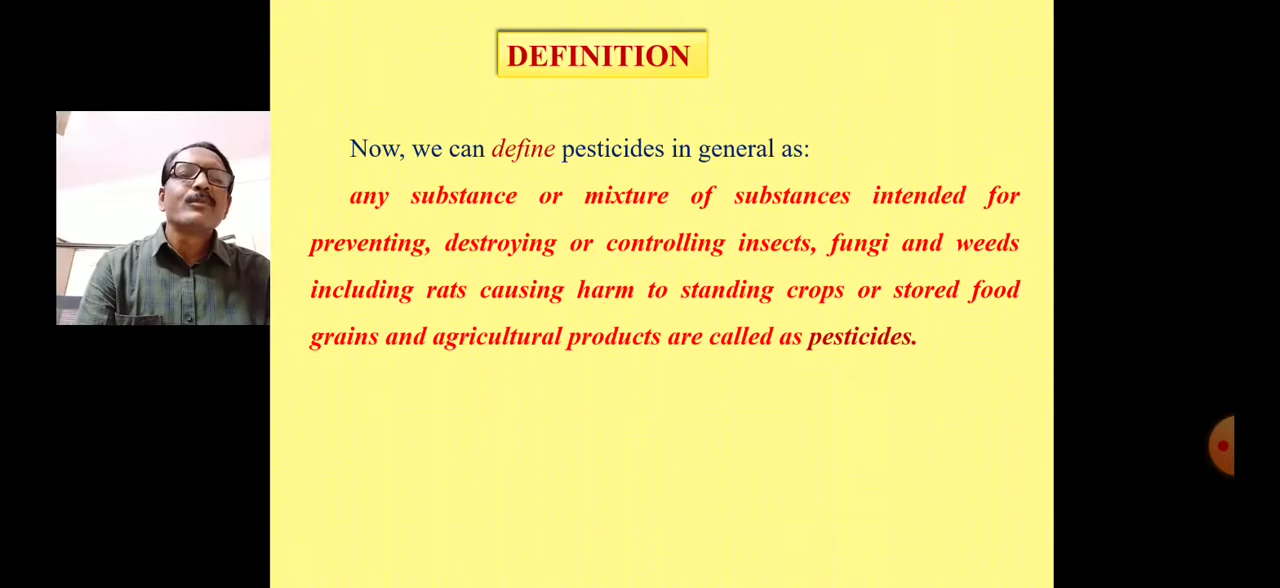 DEFINITION
Now, we can define pesticides in general as:
any substance or mixture of substances intended for
preventing, destroying or controlling insects, fungi and weeds
including rats causing harm to standing crops or stored food
grains and agricultural products are called as pesticides.